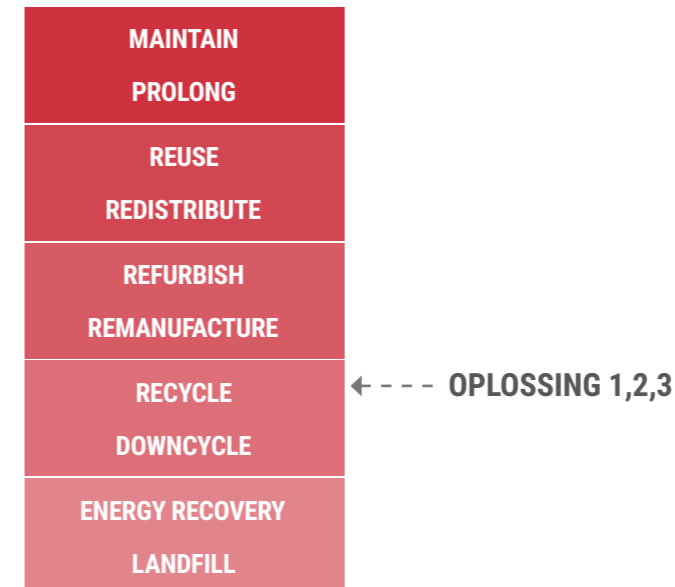 MAINTAIN
PROLONG
REUSE
REDISTRIBUTE
REFURBISH
REMANUFACTURE
RECYCLE
OPLOSSING 1,2,3
DOWNCYCLE
ENERGY RECOVERY
LANDFILL